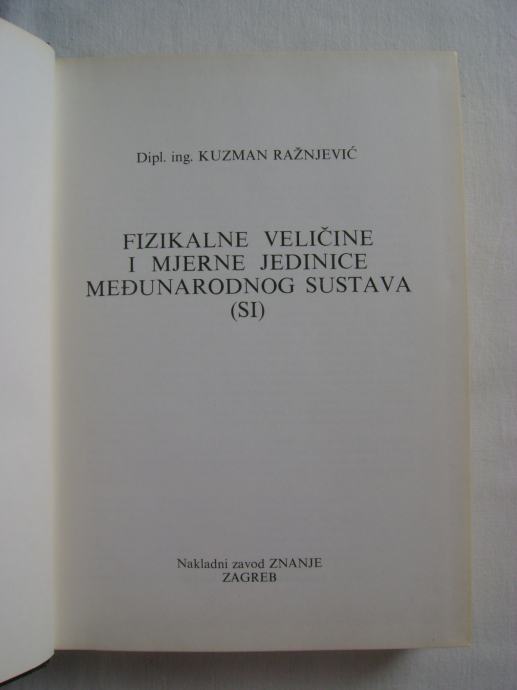 Dipl. ing. KUZMAN RAŽNJEVIĆ
FIZIKALNE VELIČINE
I MJERNE JEDINICE
MEĐUNARODNOG SUSTAVA
(SI)
Nakladni zavod ZNANJE
ZAGREB